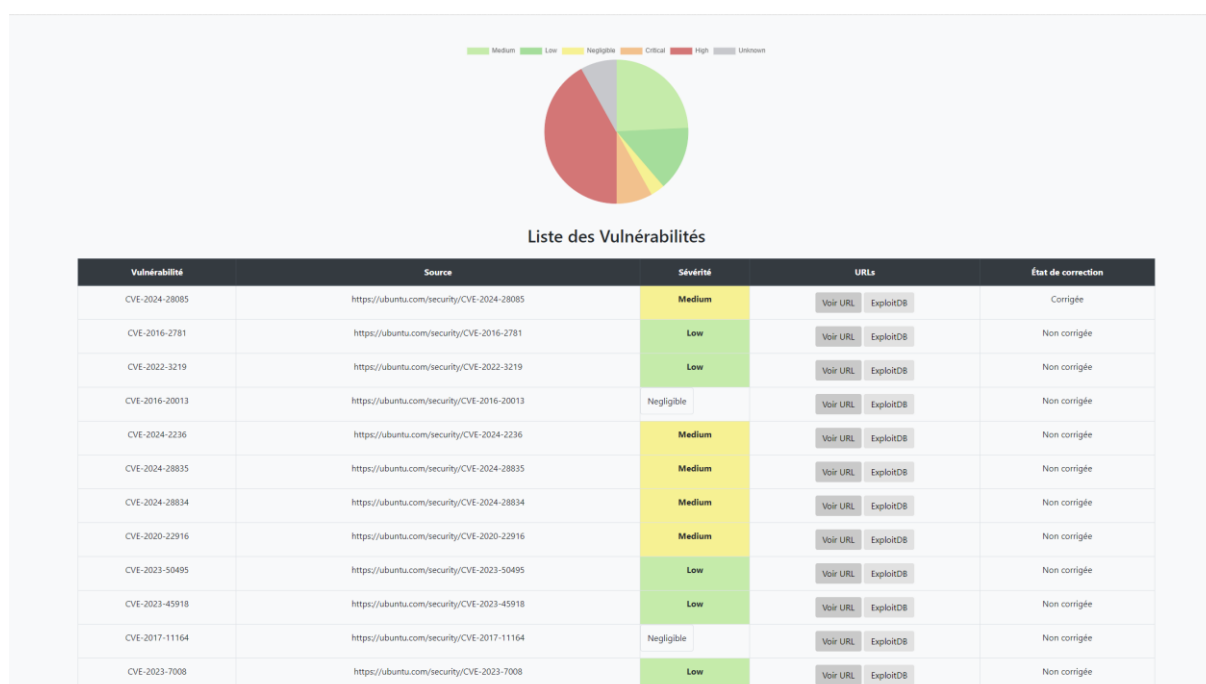 Medium Low Negligible Critical High Unknown
Liste des Vulnérabilités
Vulnérabilité Source Sévérité URLs État de correction
CVE-2024-28085 https://ubuntu.com/security/CVE-2024-28085 Medium Voir URL ExploitDB Corrigée
CVE-2016-2781 https://ubuntu.com/security/CVE-2016-2781 Low Voir URL ExploitDB Non corrigée
CVE-2022-3219 https://ubuntu.com/security/CVE-2022-3219 Low Voir URL ExploitDB Non corrigée
CVE-2016-20013 https://ubuntu.com/security/CVE-2016-20013 Negligible Voir URL ExploitDB Non corrigée
CVE-2024-2236 https://ubuntu.com/security/CVE-2024-2236 Medium Voir URL ExploitDB Non corrigée
CVE-2024-28835 https://ubuntu.com/security/CVE-2024-28835 Medium Voir URL ExploitDB Non corrigée
CVE-2024-28834 https://ubuntu.com/security/CVE-2024-28834 Medium Voir URL ExploitDB Non corrigée
CVE-2020-22916 https://ubuntu.com/security/CVE-2020-22916 Medium Voir URL ExploitDB Non corrigée
CVE-2023-50495 https://ubuntu.com/security/CVE-2023-50495 Low Voir URL ExploitDB Non corrigée
CVE-2023-45918 https://ubuntu.com/security/CVE-2023-45918 Low Voir URL ExploitDB Non corrigée
CVE-2017-11164 https://ubuntu.com/security/CVE-2017-11164 Negligible Voir URL ExploitDB Non corrigée
CVE-2023-7008 https://ubuntu.com/security/CVE-2023-7008 Low Voir URL ExploitDB Non corrigée